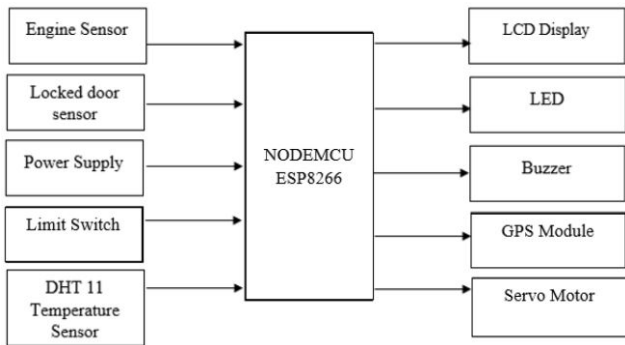 Engine Sensor
Locked door
sensor
Power Supply
Limit Switch
DHT 11
Temperature
Sensor
NODEMCU
ESP8266
LCD Display
LED
Buzzer
GPS Module
Servo Motor